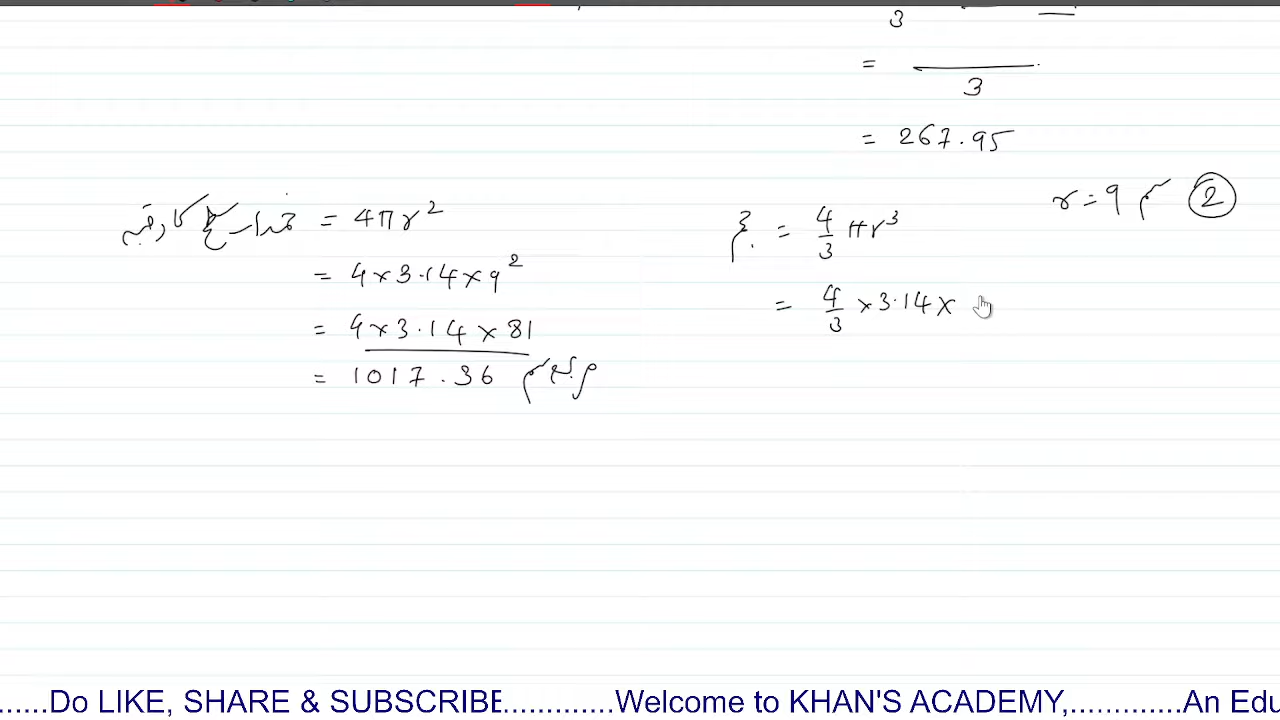 3
= ―
3
= 267.95
r = 9 سم ②
خمدار سطح کا رقبہ = 4πr²
= 4 × 3.14 × 9²
= 4 × 3.14 × 81
= 1017.36 مربع سم
حجم = 4/3 πr³
= 4/3 × 3.14 ×
......Do LIKE, SHARE & SUBSCRIBE.............Welcome to KHAN'S ACADEMY,.............An Edu